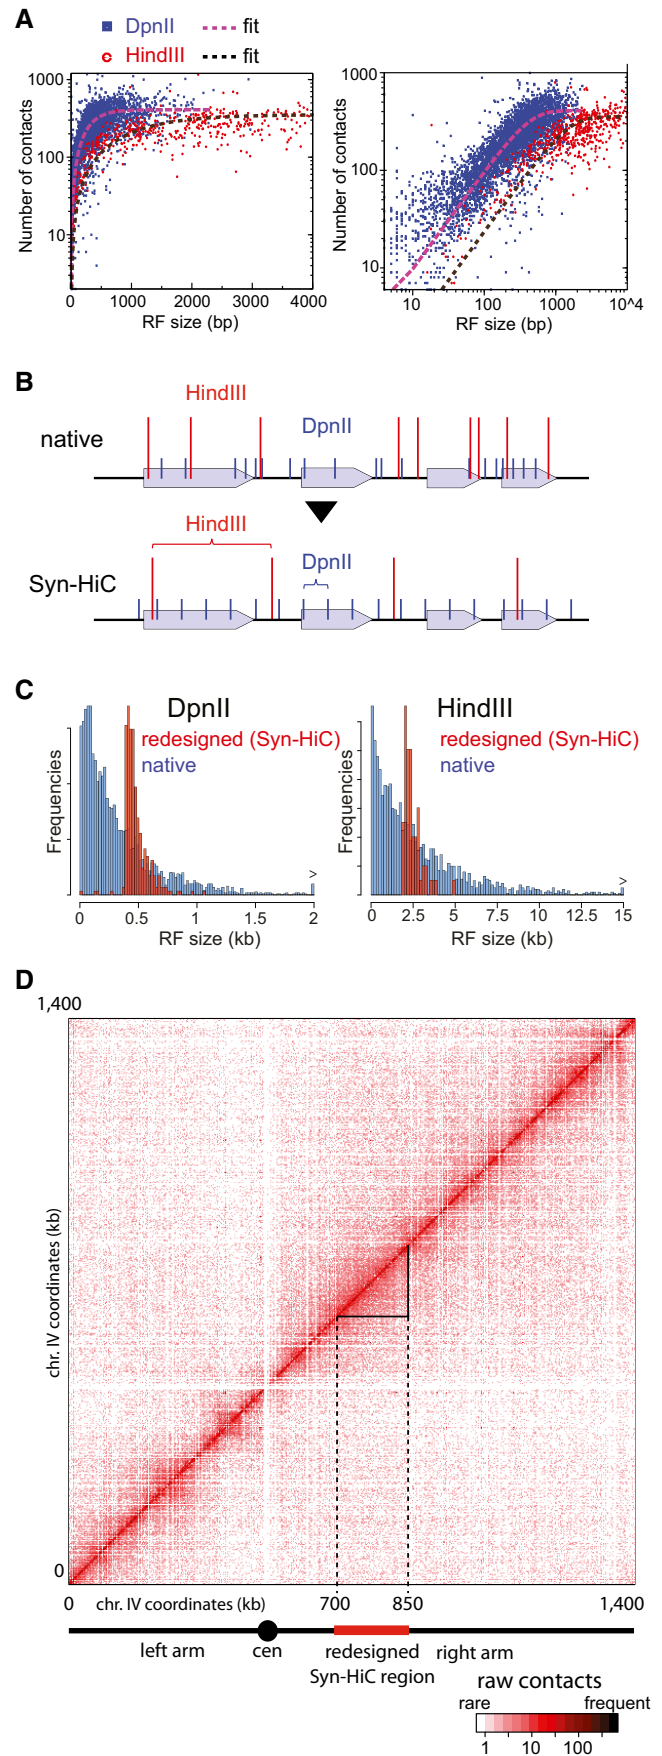 A
DpnII fit
HindIII fit
1000
100
10
Number of contacts
0 1000 2000 3000 4000
RF size (bp)
1000
100
10
Number of contacts
10 100 1000 10^4
RF size (bp)
B
HindIII
native
DpnII
HindIII
Syn-HiC
DpnII
C
DpnII
redesigned (Syn-HiC)
native
Frequencies
>
0 0.5 1 1.5 2
RF size (kb)
HindIII
redesigned (Syn-HiC)
native
Frequencies
>
0 2.5 5 7.5 10 12.5 15
RF size (kb)
D
1,400
chr. IV coordinates (kb)
0
0 chr. IV coordinates (kb) 700 850 1,400
left arm cen redesigned right arm
Syn-HiC region
raw contacts
rare frequent
1 10 100